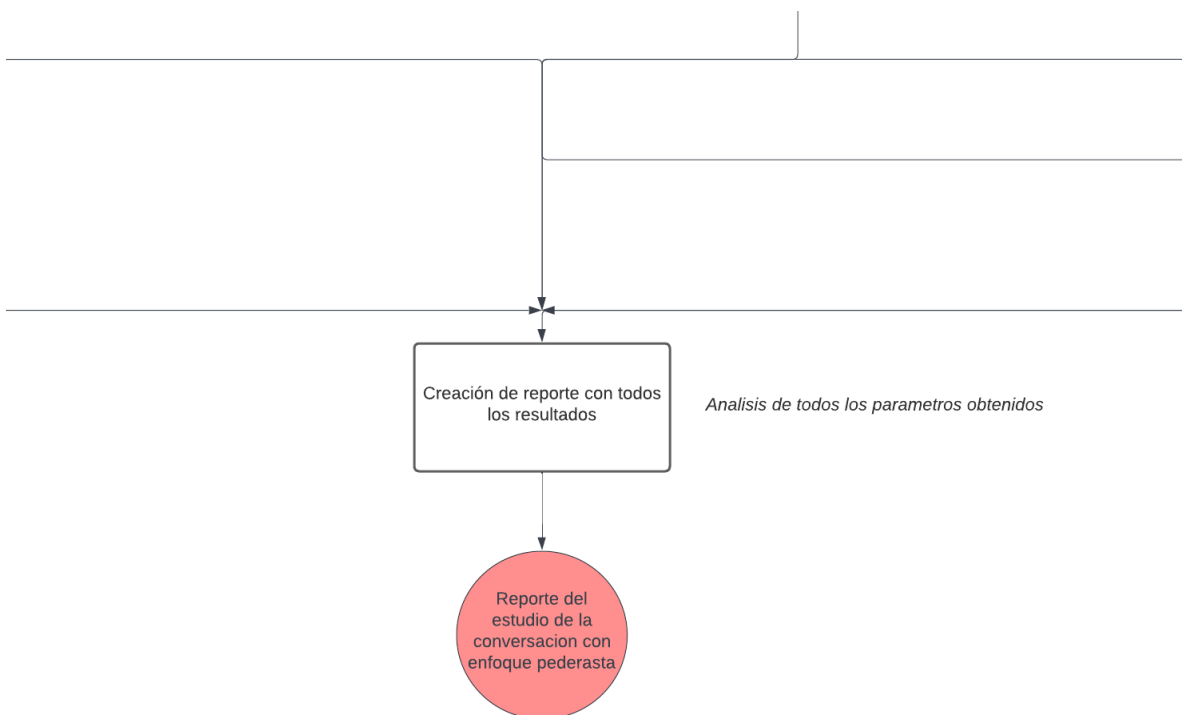 Creación de reporte con todos
los resultados
Analisis de todos los parametros obtenidos
Reporte del
estudio de la
conversacion con
enfoque pederasta